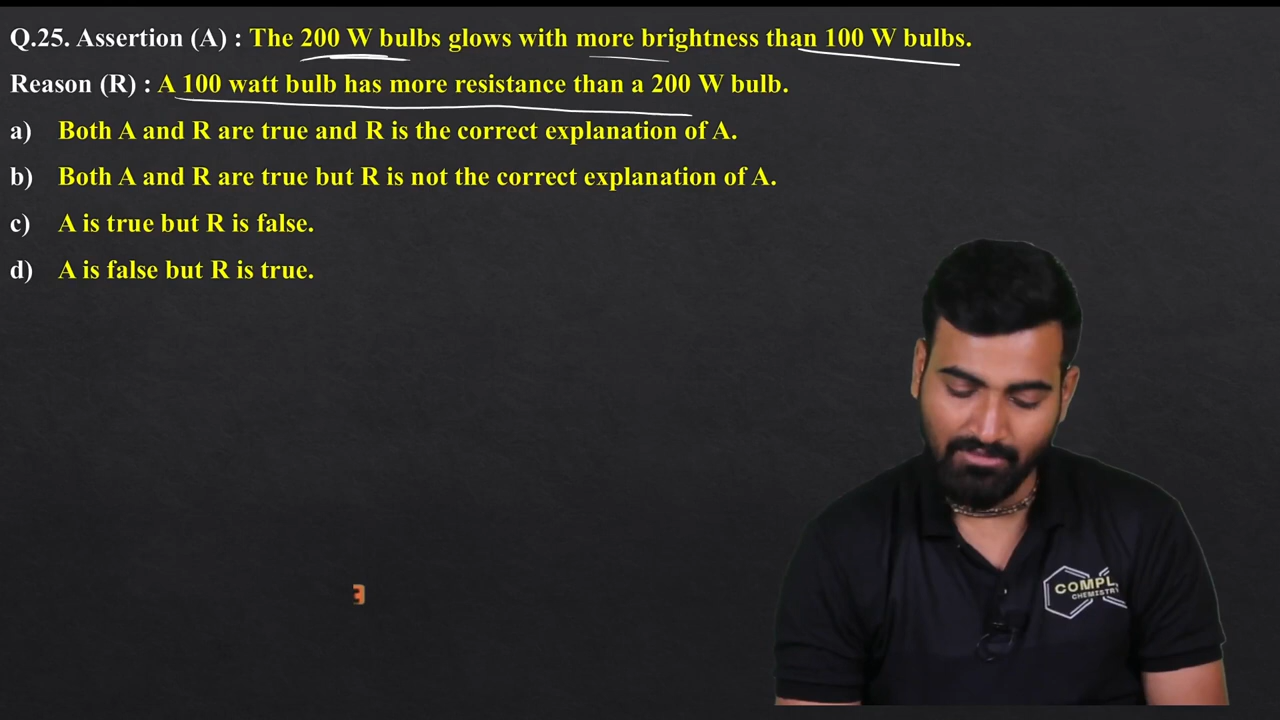 Q.25. Assertion (A) : The 200 W bulbs glows with more brightness than 100 W bulbs.
Reason (R) : A 100 watt bulb has more resistance than a 200 W bulb.
a) Both A and R are true and R is the correct explanation of A.
b) Both A and R are true but R is not the correct explanation of A.
c) A is true but R is false.
d) A is false but R is true.
COMPL
CHEMISTRY